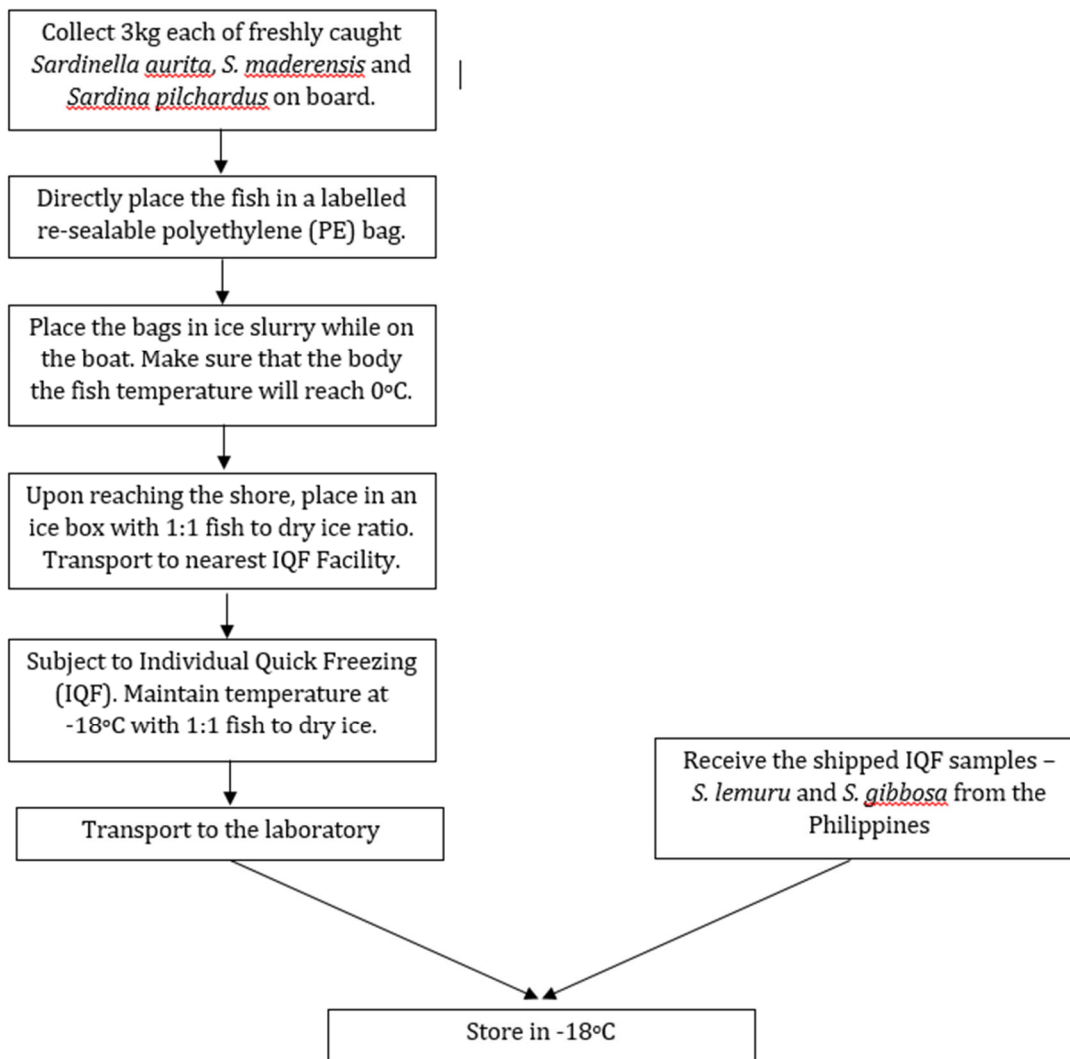 Collect 3kg each of freshly caught
Sardinella aurita, S. maderensis and
Sardina pilchardus on board.
Directly place the fish in a labelled
re-sealable polyethylene (PE) bag.
Place the bags in ice slurry while on
the boat. Make sure that the body
the fish temperature will reach 0ºC.
Upon reaching the shore, place in an
ice box with 1:1 fish to dry ice ratio.
Transport to nearest IQF Facility.
Subject to Individual Quick Freezing
(IQF). Maintain temperature at
-18ºC with 1:1 fish to dry ice.
Transport to the laboratory
Receive the shipped IQF samples –
S. lemuru and S. gibbosa from the
Philippines
Store in -18ºC